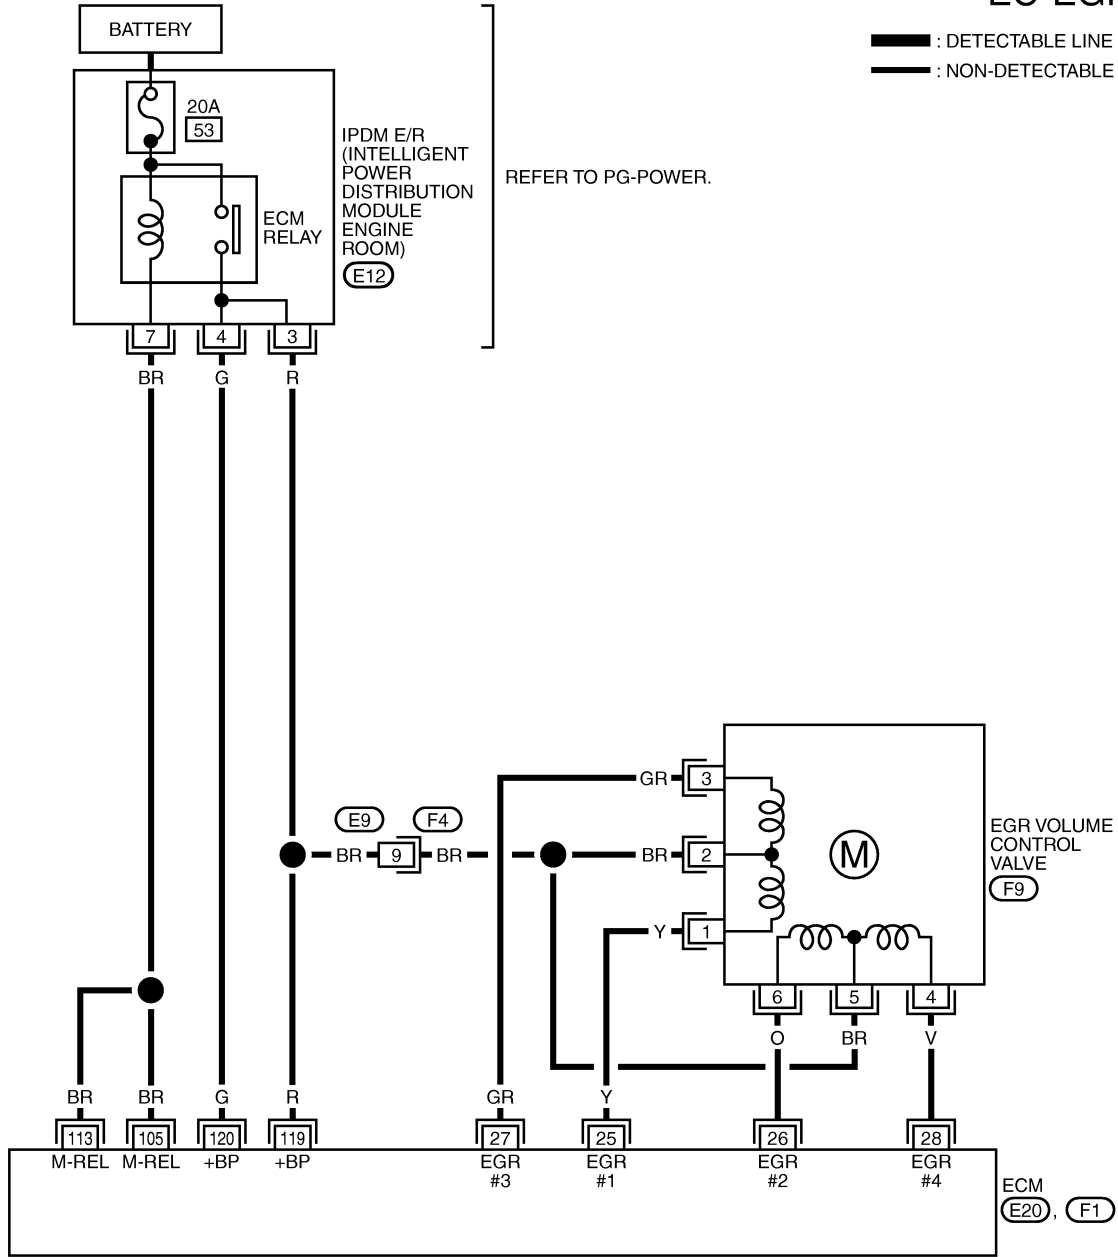 BATTERY
: DETECTABLE LINE
: NON-DETECTABLE
20A
53
IPDM E/R
(INTELLIGENT
POWER
DISTRIBUTION
MODULE
ENGINE
ROOM)
E12
REFER TO PG-POWER.
ECM
RELAY
7 4 3
BR G R
E9 F4
BR 9 BR
GR 3
BR 2
Y 1
M
EGR VOLUME
CONTROL
VALVE
F9
6 5 4
O BR V
BR BR G R GR Y
113 105 120 119 27 25 26 28
M-REL M-REL +BP +BP EGR EGR EGR EGR
#3 #1 #2 #4
ECM
E20 , F1